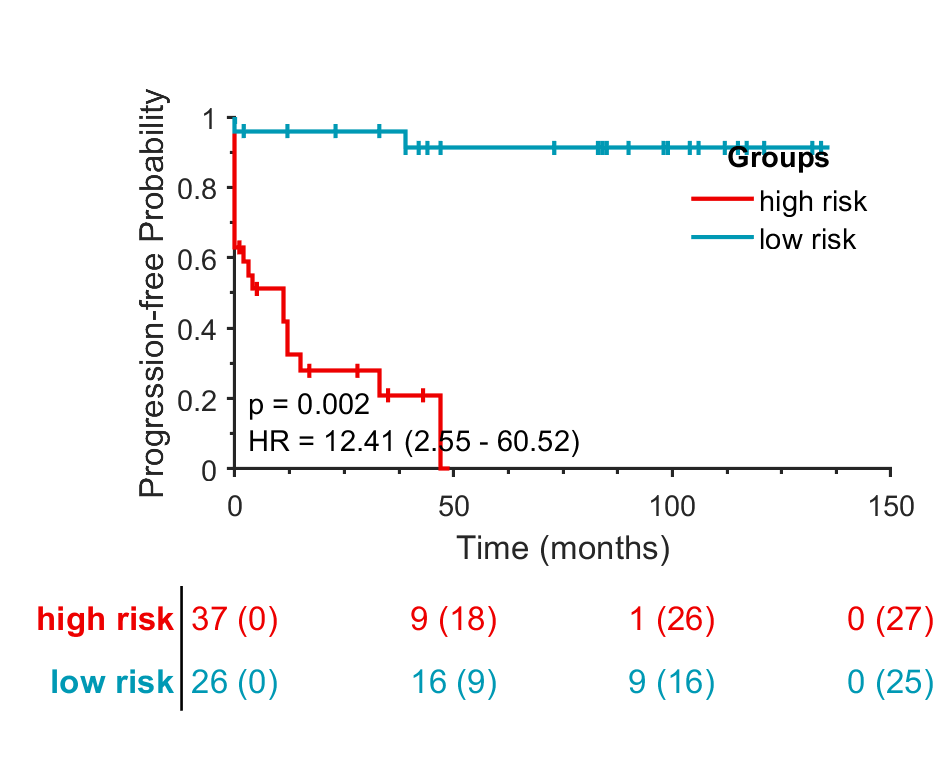 Progression-free Probability
1
0.8
0.6
0.4
0.2
0
Groups
high risk
low risk
p = 0.002
HR = 12.41 (2.55 - 60.52)
0 50 100 150
Time (months)
high risk 37 (0) 9 (18) 1 (26) 0 (27)
low risk 26 (0) 16 (9) 9 (16) 0 (25)